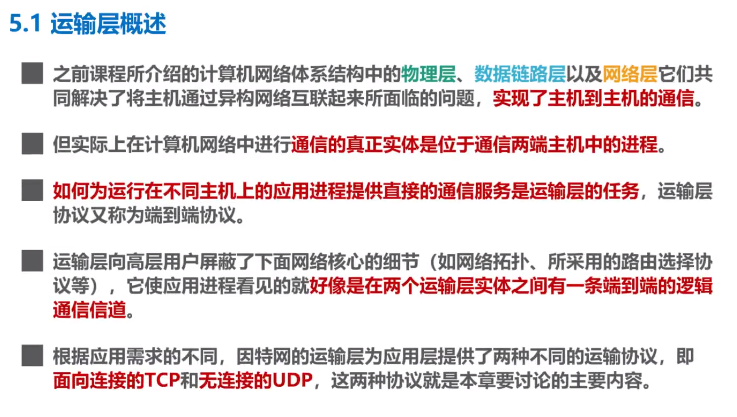 5.1 运输层概述
之前课程所介绍的计算机网络体系结构中的物理层、数据链路层以及网络层它们共
同解决了将主机通过异构网络互联起来所面临的问题，实现了主机到主机的通信。
但实际上在计算机网络中进行通信的真正实体是位于通信两端主机中的进程。
如何为运行在不同主机上的应用进程提供直接的通信服务是运输层的任务，运输层
协议又称为端到端协议。
运输层向高层用户屏蔽了下面网络核心的细节（如网络拓扑、所采用的路由选择协
议等），它使应用进程看见的就好像是在两个运输层实体之间有一条端到端的逻辑
通信信道。
根据应用需求的不同，因特网的运输层为应用层提供了两种不同的运输协议，即
面向连接的TCP和无连接的UDP，这两种协议就是本章要讨论的主要内容。